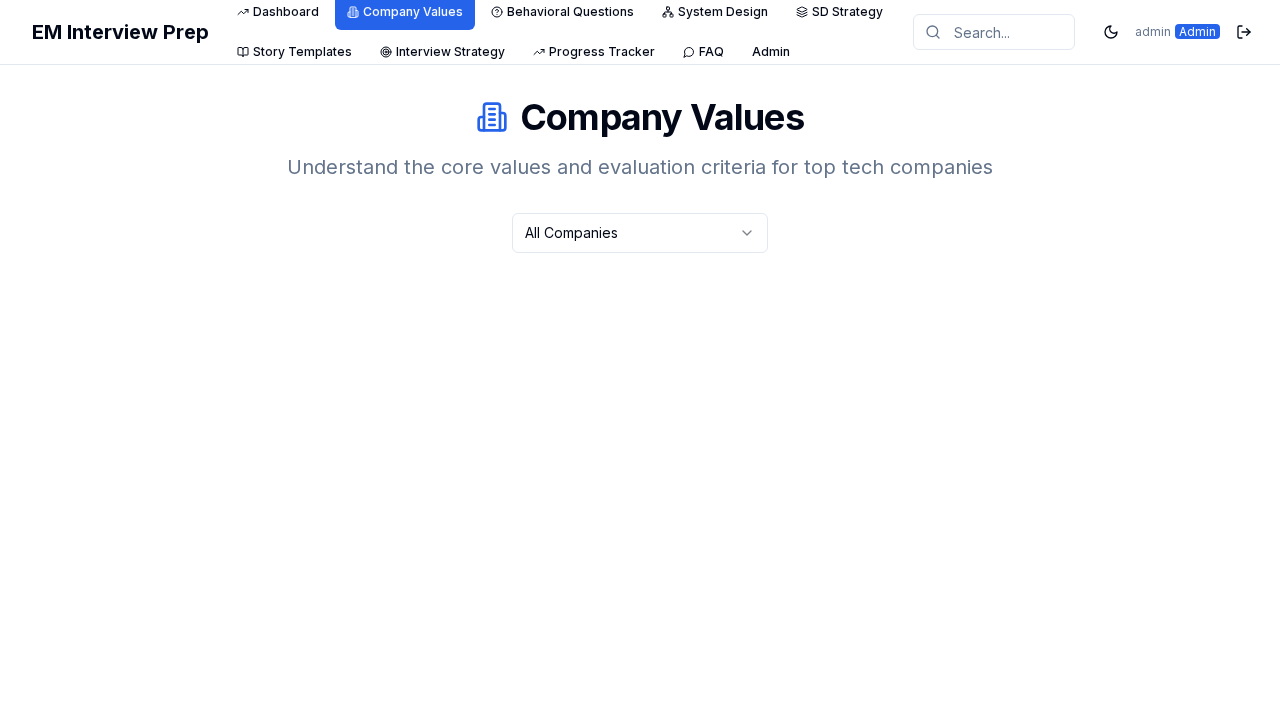 EM Interview Prep
Dashboard
Company Values
Behavioral Questions
System Design
SD Strategy
Story Templates
Interview Strategy
Progress Tracker
FAQ
Admin
Search...
admin Admin
Company Values
Understand the core values and evaluation criteria for top tech companies
All Companies